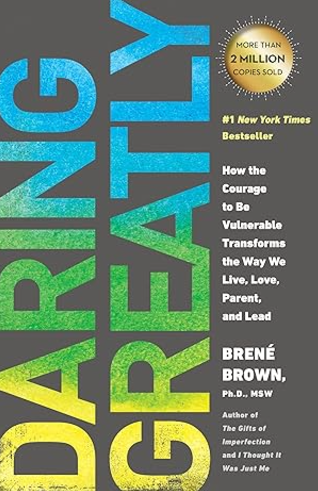 DARING
GREATLY
MORE THAN
2 MILLION
COPIES SOLD
#1 New York Times
Bestseller
How the
Courage
to Be
Vulnerable
Transforms
the Way We
Live, Love,
Parent,
and Lead
BRENÉ
BROWN,
Ph.D., MSW
Author of
The Gifts of
Imperfection
and I Thought It
Was Just Me